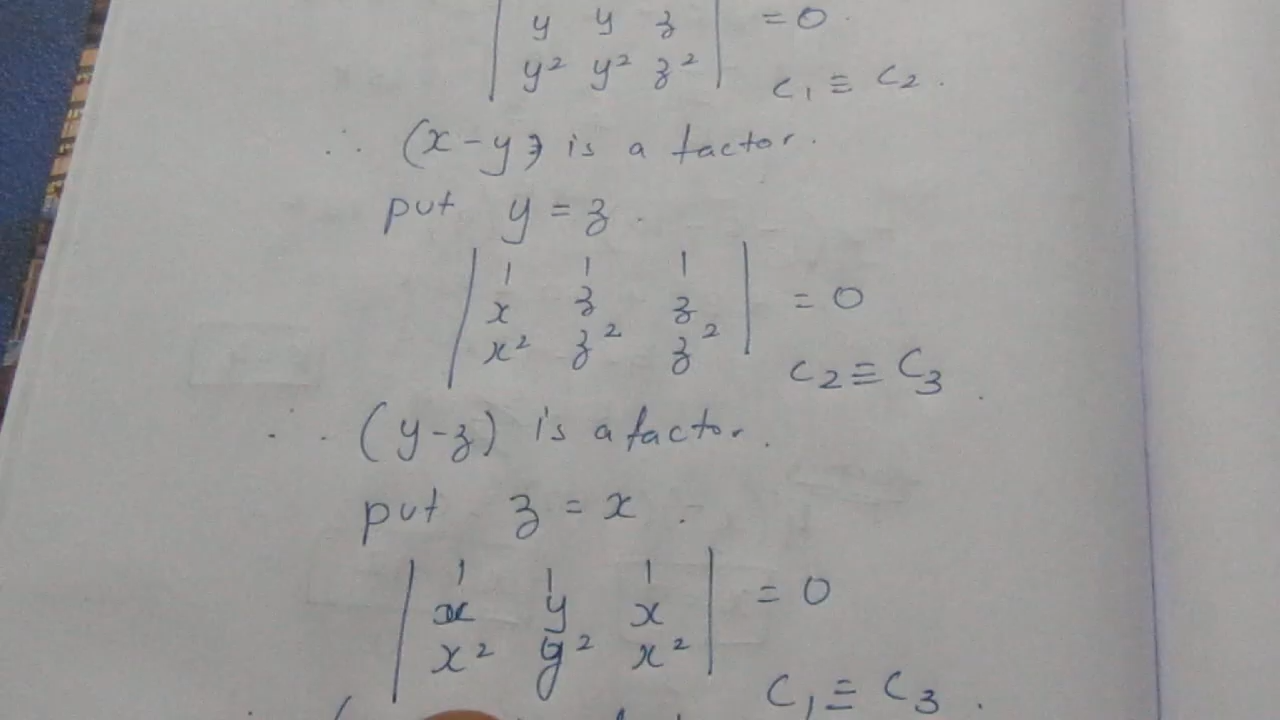 y y z = 0.
y² y² z² C₁ ≡ C₂.
∴ (x-y) is a factor.
put y = z.
1 1 1
x z z = 0
x² z² z² C₂ ≡ C₃.
∴ (y-z) is a factor.
put z = x.
1 1 1
x y x = 0
x² y² x²
C₁ ≡ C₃.